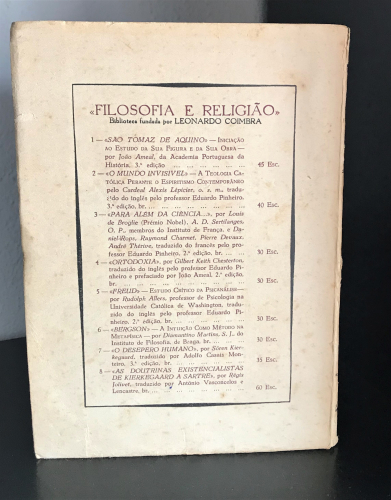 «FILOSOFIA E RELIGIÃO»
Biblioteca fundada por LEONARDO COIMBRA
1 — «SÃO TOMAZ DE AQUINO» — INICIAÇÃO
AO ESTUDO DA SUA FIGURA E DA SUA OBRA —
por João Ameal, da Academia Portuguesa da
História. 3.ª edição ... ... ... ... ... ... 45 Esc.
2 — «O MUNDO INVISIVEL» — A TEOLOGIA CA-
TÓLICA PERANTE O ESPIRITISMO CONTEMPORÂNEO
pelo Cardeal Alexis Lépicier, o. s. m., tradu-
zido do inglês pelo professor Eduardo Pinheiro.
3.ª edição, br. ... ... ... ... ... ... 40 Esc.
3 — «PARA ALEM DA CIENCIA...», por Louis
de Broglie (Prémio Nobel), A. D. Sertillanges,
O. P., membros do Instituto de França, e Da-
niel-Rops, Raymond Charmet, Pierre Devaux,
André Thérive, traduzido do francês pelo pro-
fessor Eduardo Pinheiro, 2.ª edição, br. ... ... 30 Esc.
4 — «ORTODOXIA», por Gilbert Keith Chesterton,
traduzido do inglês pelo professor Eduardo Pi-
nheiro e prefaciado por João Ameal, 2.ª edição,
br. ... ... ... ... ... ... 30 Esc.
5 — «FREUD» — ESTUDO CRÍTICO DA PSICANÁLISE —
por Rudolph Allers, professor de Psicologia na
Universidade Católica de Washington, tradu-
zido do inglês pelo professor Eduardo Pi-
nheiro, 2.ª edição, br. ... ... ... ... 30 Esc.
6 — «BERGSON» — A INTUIÇÃO COMO MÉTODO NA
METAFÍSICA — por Diamantino Martins, S. J. do
Instituto de Filosofia, de Braga, br. ... ... 30 Esc.
7 — «O DESEPERO HUMANO», por Sören Kier-
kegaard, traduzido por Adolfo Casais Mon-
teiro, 3.ª edição, br. ... ... ... ... 35 Esc.
8 — «AS DOUTRINAS EXISTENCIALISTAS
DE KIERKEGAARD A SARTRE», por Régis
Jolivet, traduzido por António Vasconcelos e
Lencastre, br. ... ... ... ... ... 60 Esc.